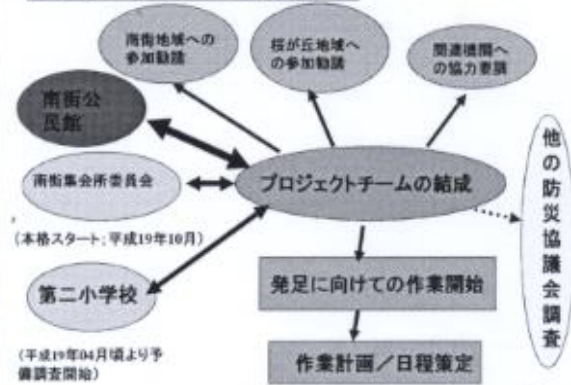 南街地域への
参加勧誘
桜が丘地域へ
の参加勧誘
関連機関へ
の協力要請
南街公
民館
南街集会所委員会
プロジェクトチームの結成
他の防災協議会調査
(本格スタート;平成19年10月)
第二小学校
発足に向けての作業開始
(平成19年04月頃より予
備調査開始)
作業計画/日程策定